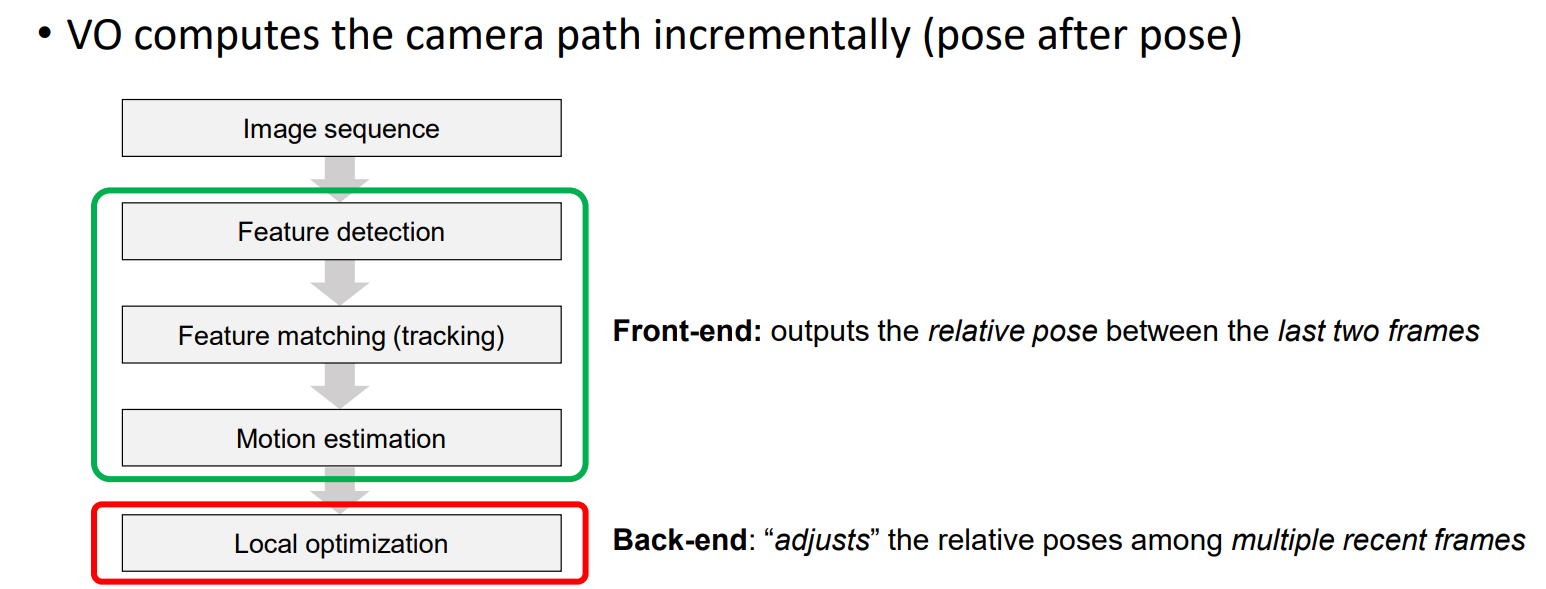 • VO computes the camera path incrementally (pose after pose)
Image sequence
Feature detection
Feature matching (tracking)
Front-end: outputs the relative pose between the last two frames
Motion estimation
Local optimization
Back-end: “adjusts” the relative poses among multiple recent frames